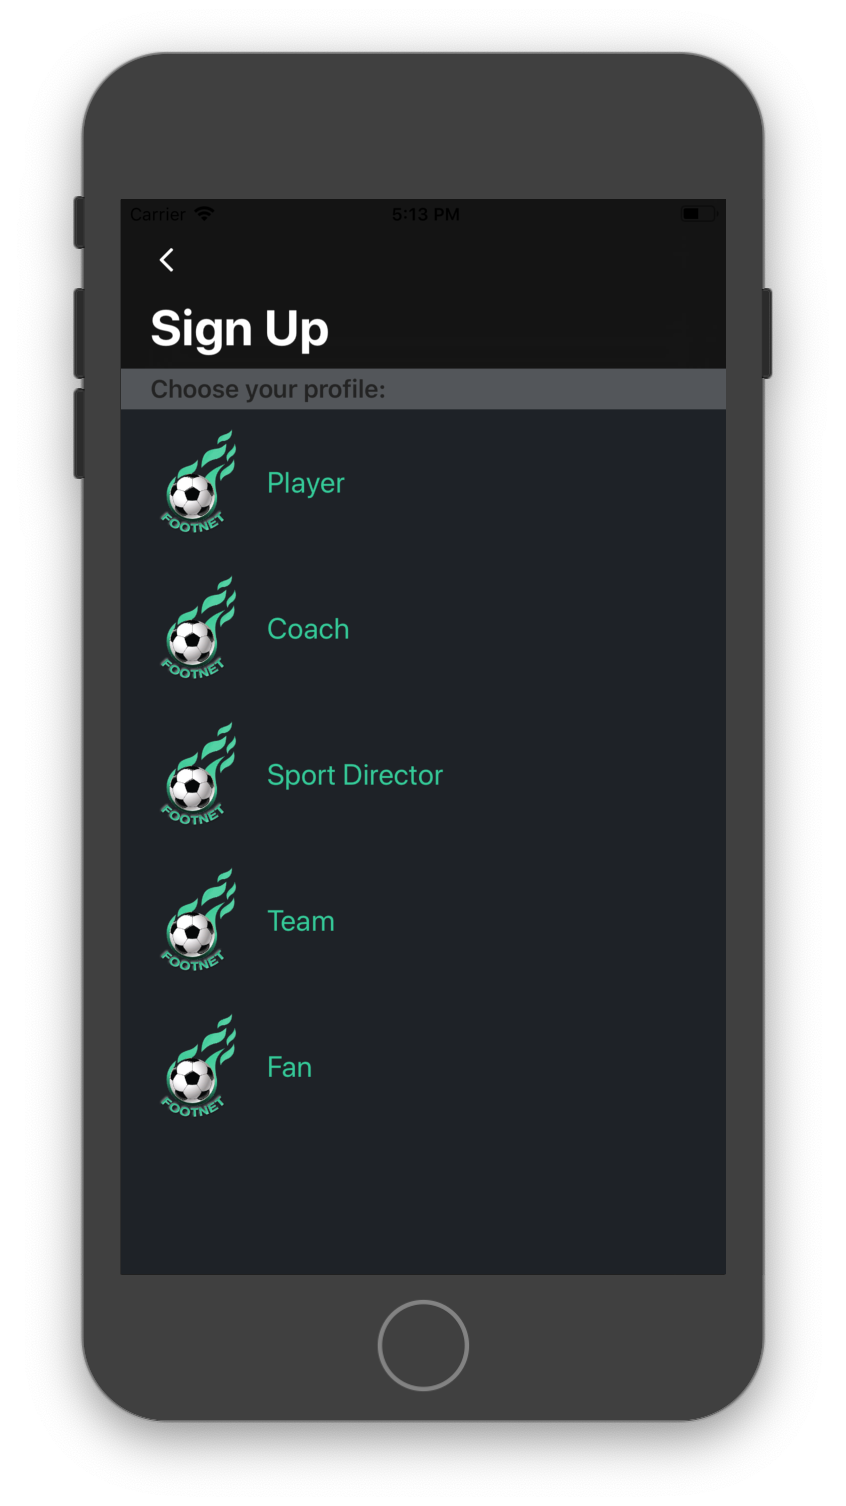 Carrier 5:13 PM
Sign Up
Choose your profile:
FOOTNET
Player
FOOTNET
Coach
FOOTNET
Sport Director
FOOTNET
Team
FOOTNET
Fan